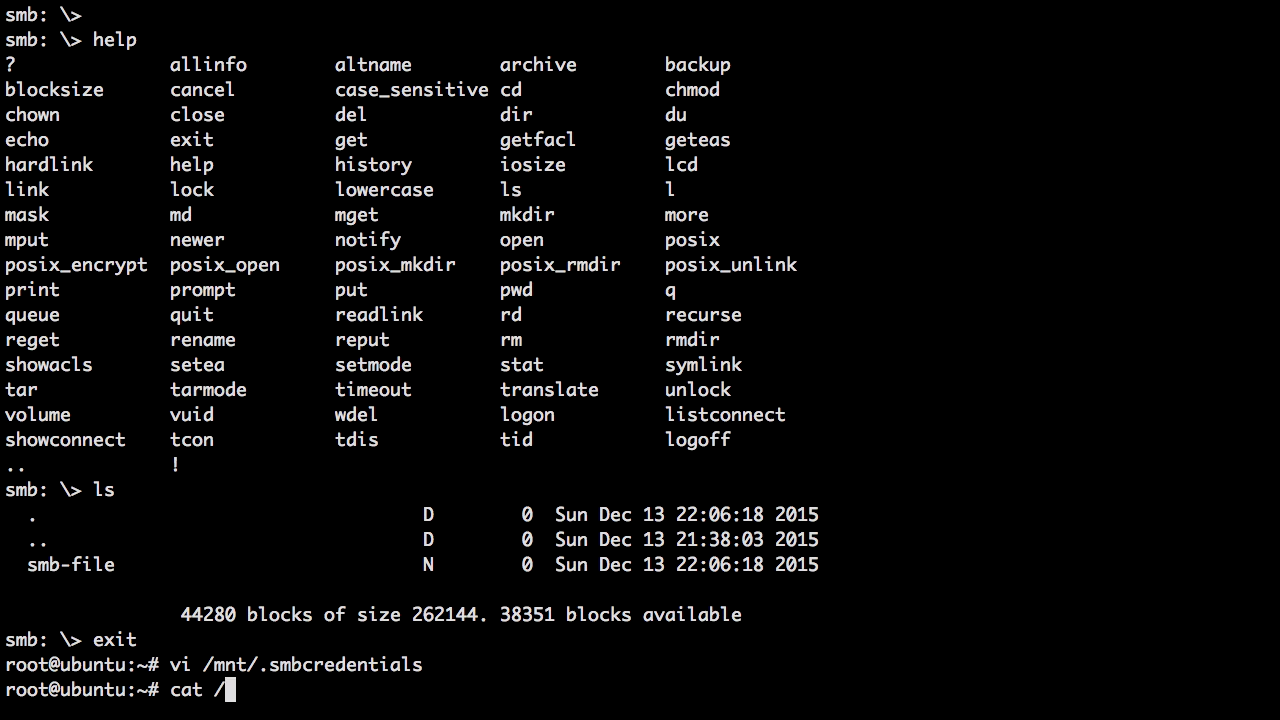 smb: \>
smb: \> help
?              allinfo        altname        archive        backup
blocksize      cancel         case_sensitive cd             chmod
chown          close          del            dir            du
echo           exit           get            getfacl        geteas
hardlink       help           history        iosize         lcd
link           lock           lowercase      ls             l
mask           md             mget           mkdir          more
mput           newer          notify         open           posix
posix_encrypt  posix_open     posix_mkdir    posix_rmdir    posix_unlink
print          prompt         put            pwd            q
queue          quit           readlink       rd             recurse
reget          rename         reput          rm             rmdir
showacls       setea          setmode        stat           symlink
tar            tarmode        timeout        translate      unlock
volume         vuid           wdel           logon          listconnect
showconnect    tcon           tdis           tid            logoff
..             !
smb: \> ls
  .                                   D        0  Sun Dec 13 22:06:18 2015
  ..                                  D        0  Sun Dec 13 21:38:03 2015
  smb-file                            N        0  Sun Dec 13 22:06:18 2015
                44280 blocks of size 262144. 38351 blocks available
smb: \> exit
root@ubuntu:~# vi /mnt/.smbcredentials
root@ubuntu:~# cat /